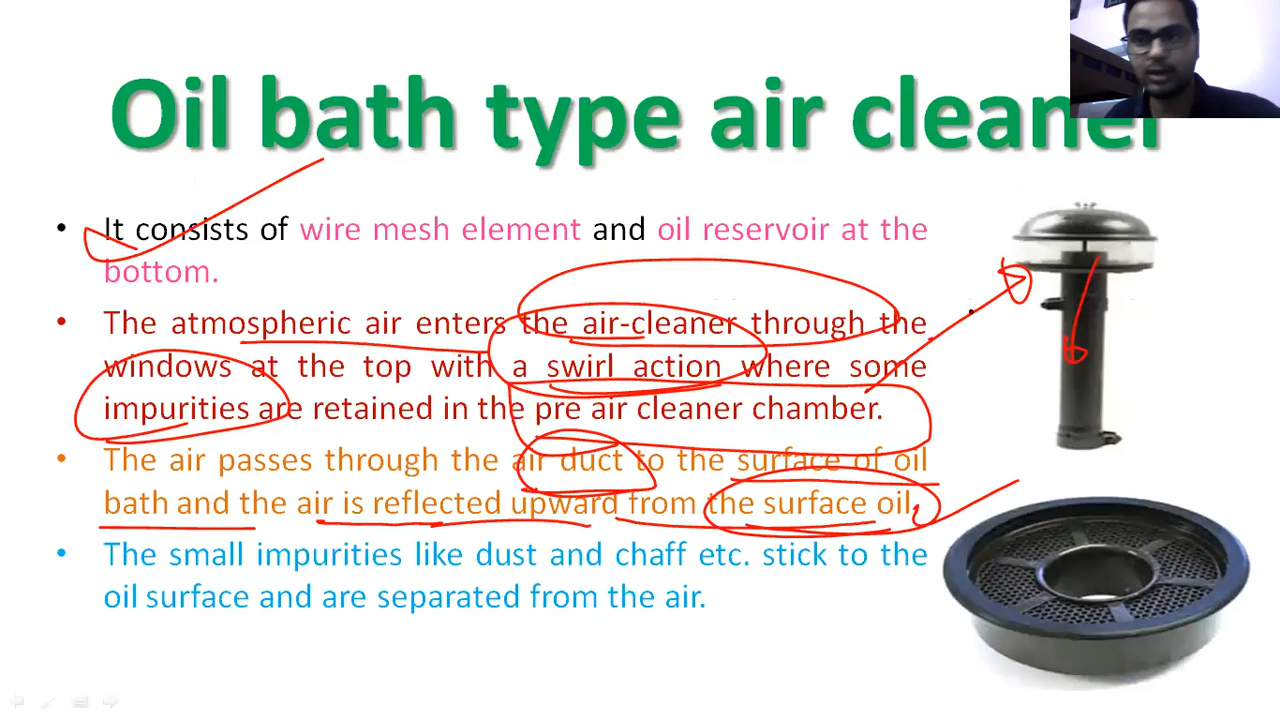 Oil bath type air cleaner
• It consists of wire mesh element and oil reservoir at the
bottom.
• The atmospheric air enters the air-cleaner through the
windows at the top with a swirl action where some
impurities are retained in the pre air cleaner chamber.
• The air passes through the air duct to the surface of oil
bath and the air is reflected upward from the surface oil.
• The small impurities like dust and chaff etc. stick to the
oil surface and are separated from the air.